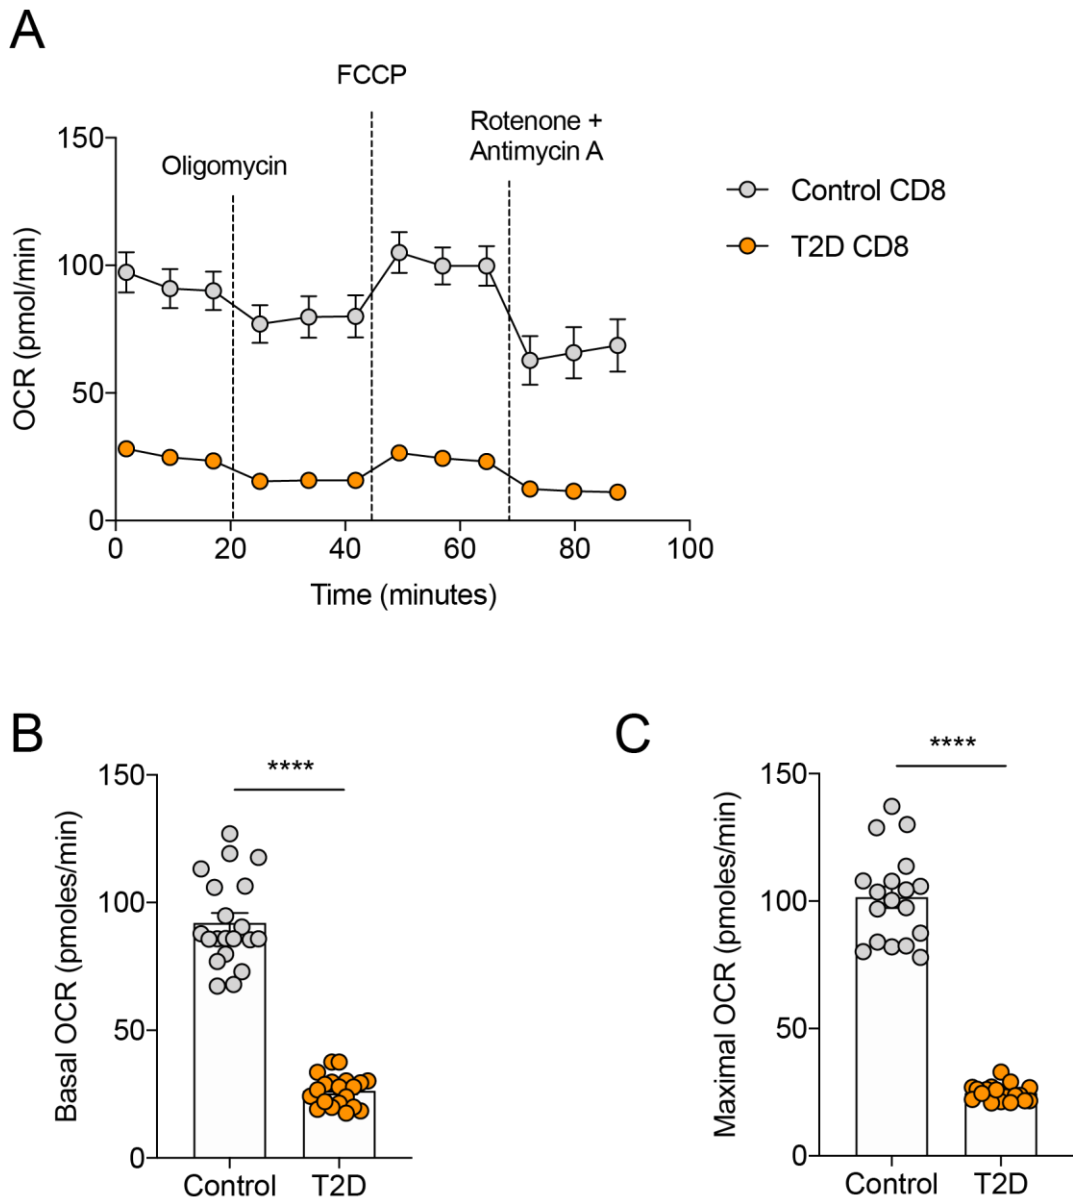 A
FCCP
Rotenone +
Antimycin A
Oligomycin
Control CD8
T2D CD8
150
100
50
0
OCR (pmol/min)
0 20 40 60 80 100
Time (minutes)
B
****
150
100
50
0
Basal OCR (pmoles/min)
Control T2D
C
****
150
100
50
0
Maximal OCR (pmoles/min)
Control T2D